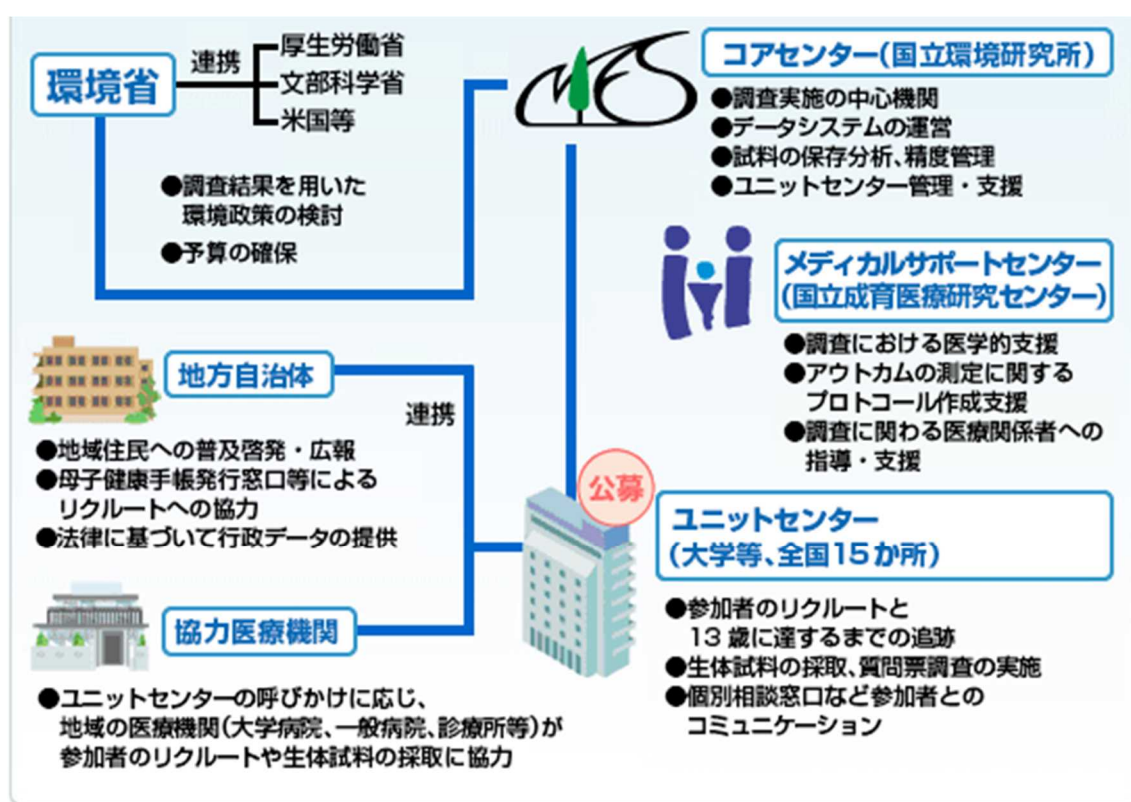 環境省
連携
厚生労働省
文部科学省
米国等
●調査結果を用いた
環境政策の検討
●予算の確保
コアセンター(国立環境研究所)
●調査実施の中心機関
●データシステムの運営
●試料の保存分析、精度管理
●ユニットセンター管理・支援
メディカルサポートセンター
(国立成育医療研究センター)
●調査における医学的支援
●アウトカムの測定に関する
プロトコール作成支援
●調査に関わる医療関係者への
指導・支援
地方自治体
連携
●地域住民への普及啓発・広報
●母子健康手帳発行窓口等による
リクルートへの協力
●法律に基づいて行政データの提供
協力医療機関
●ユニットセンターの呼びかけに応じ、
地域の医療機関(大学病院、一般病院、診療所等)が
参加者のリクルートや生体試料の採取に協力
公募
ユニットセンター
(大学等、全国15か所)
●参加者のリクルートと
13歳に達するまでの追跡
●生体試料の採取、質問票調査の実施
●個別相談窓口など参加者との
コミュニケーション